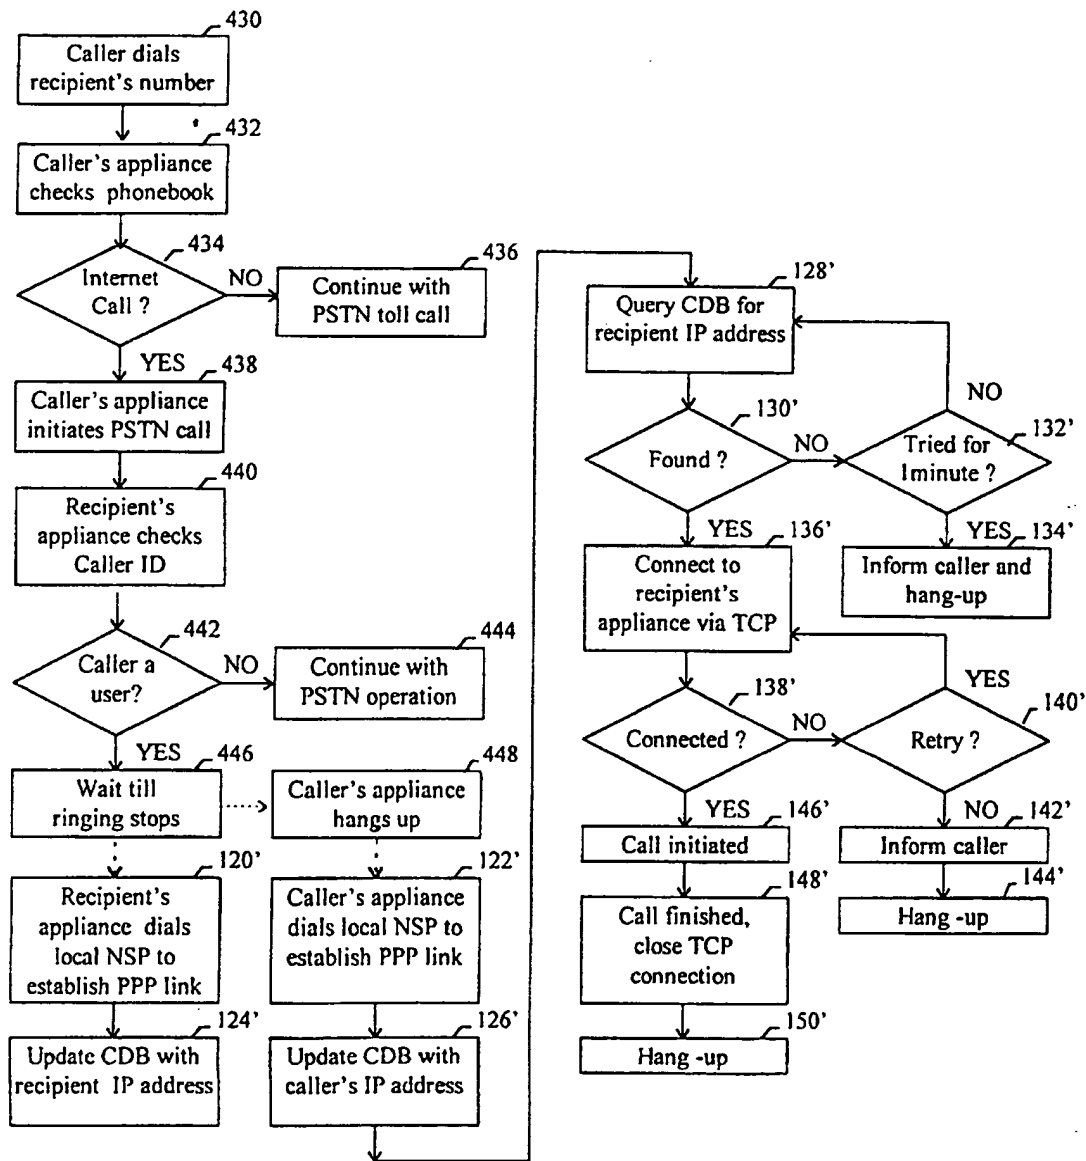 430
Caller dials
recipient's number
432
Caller's appliance
checks phonebook
434
Internet
Call ?
NO
436
Continue with
PSTN toll call
YES
438
Caller's appliance
initiates PSTN call
440
Recipient's
appliance checks
Caller ID
442
Caller a
user?
NO
444
Continue with
PSTN operation
YES
446
Wait till
ringing stops
448
Caller's appliance
hangs up
120'
Recipient's
appliance dials
local NSP to
establish PPP link
122'
Caller's appliance
dials local NSP to
establish PPP link
124'
Update CDB with
recipient IP address
126'
Update CDB with
caller's IP address
128'
Query CDB for
recipient IP address
130'
Found ?
NO
NO
132'
Tried for
1minute ?
YES
136'
Connect to
recipient's
appliance via TCP
YES
134'
Inform caller and
hang-up
138'
Connected ?
NO
YES
140'
Retry ?
YES
146'
Call initiated
NO
142'
Inform caller
148'
Call finished,
close TCP
connection
144'
Hang -up
150'
Hang -up